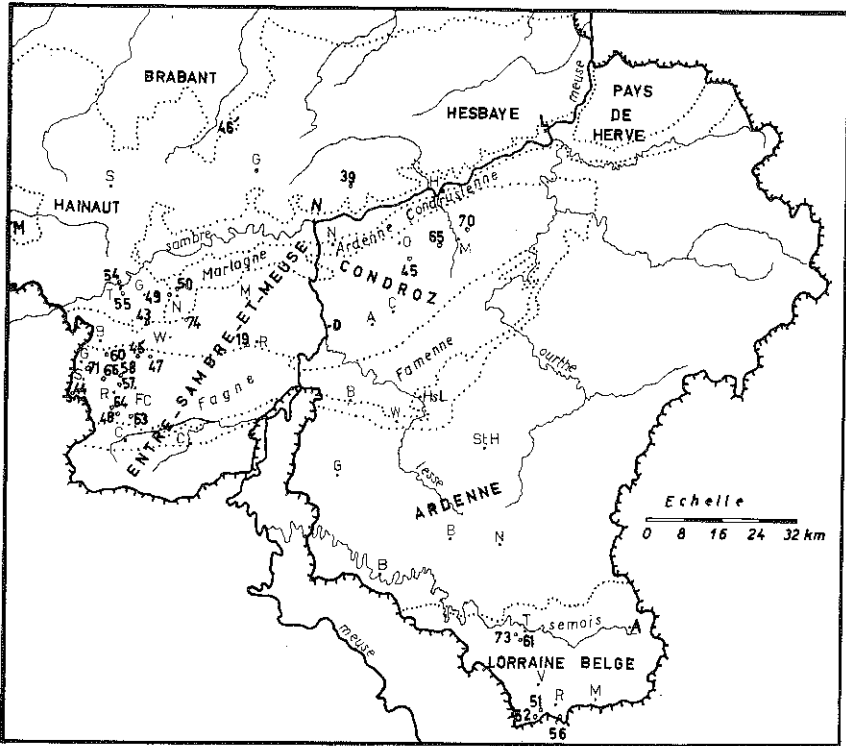 BRABANT
HESBAYE
meuse
PAYS
DE
HERVE
L
46
G
S
39
H
HAINAUT
M
N
sambre
N
Ardenne Condrusienne
70
65
M
O
45
Marlagne
CONDROZ
54
G
50
T
49
55
N
M
74
43
C
A
D
ENTRE-SAMBRE-ET-MEUSE
B
W
19
R
G
60
47
71
58
57
R
FC
64
48
63
C
C
Fagne
Famenne
ourthe
B
HsL
W
St H
G
lesse
ARDENNE
Echelle
0 8 16 24 32 km
B
N
B
meuse
T
semois
A
73
61
LORRAINE BELGE
V
51
R
M
52
56